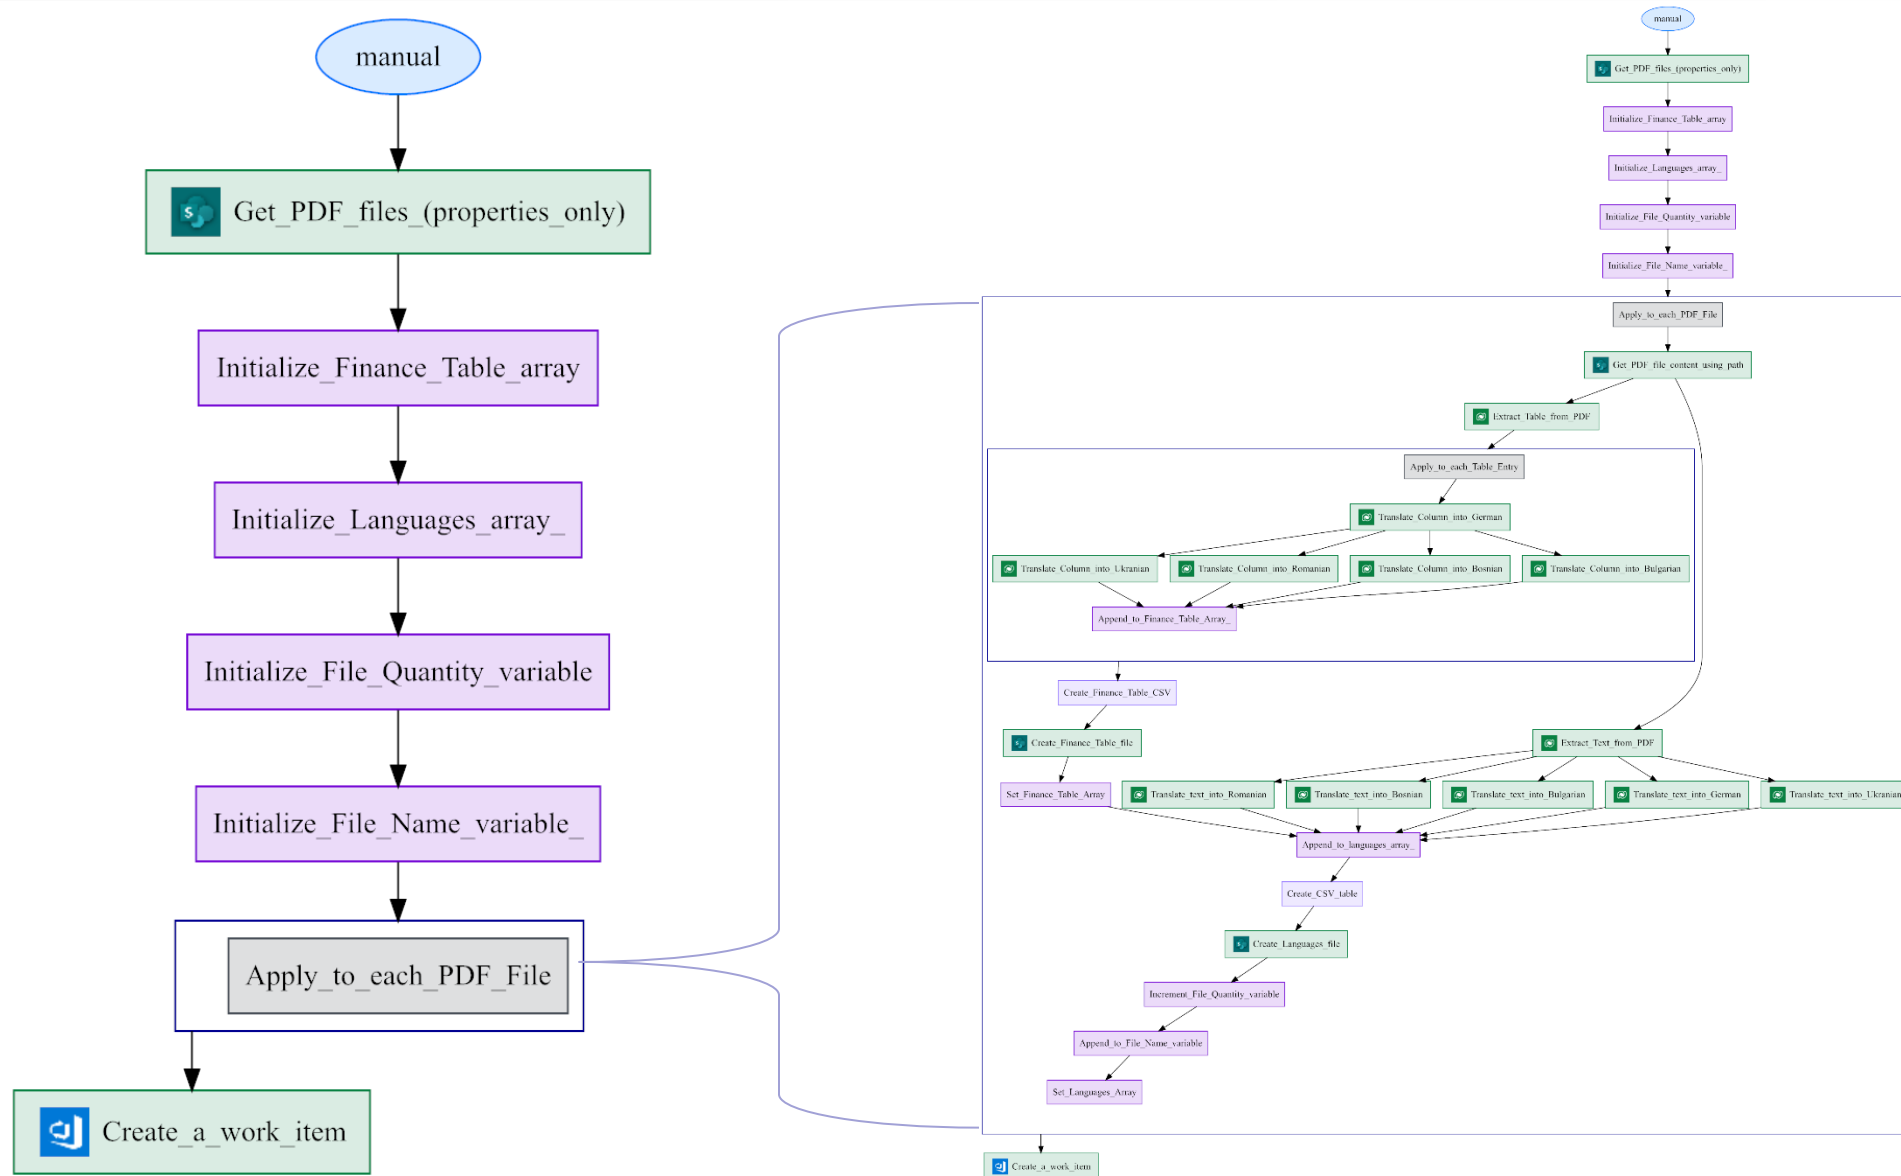 manual
Get_PDF_files_(properties_only)
Initialize_Finance_Table_array
Initialize_Languages_array_
Initialize_File_Quantity_variable
Initialize_File_Name_variable_
Apply_to_each_PDF_File
Create_a_work_item
manual
Get_PDF_files_(properties_only)
Initialize_Finance_Table_array
Initialize_Languages_array_
Initialize_File_Quantity_variable
Initialize_File_Name_variable_
Apply_to_each_PDF_File
Get_PDF_file_content_using_path
Extract_Table_from_PDF
Apply_to_each_Table_Entry
Translate_Column_into_German
Translate_Column_into_Ukranian
Translate_Column_into_Romanian
Translate_Column_into_Bosnian
Translate_Column_into_Bulgarian
Append_to_Finance_Table_Array_
Create_Finance_Table_CSV
Create_Finance_Table_file
Extract_Text_from_PDF
Set_Finance_Table_Array
Translate_text_into_Romanian
Translate_text_into_Bosnian
Translate_text_into_Bulgarian
Translate_text_into_German
Translate_text_into_Ukranian
Append_to_languages_array_
Create_CSV_table
Create_Languages_file
Increment_File_Quantity_variable
Append_to_File_Name_variable
Set_Languages_Array
Create_a_work_item